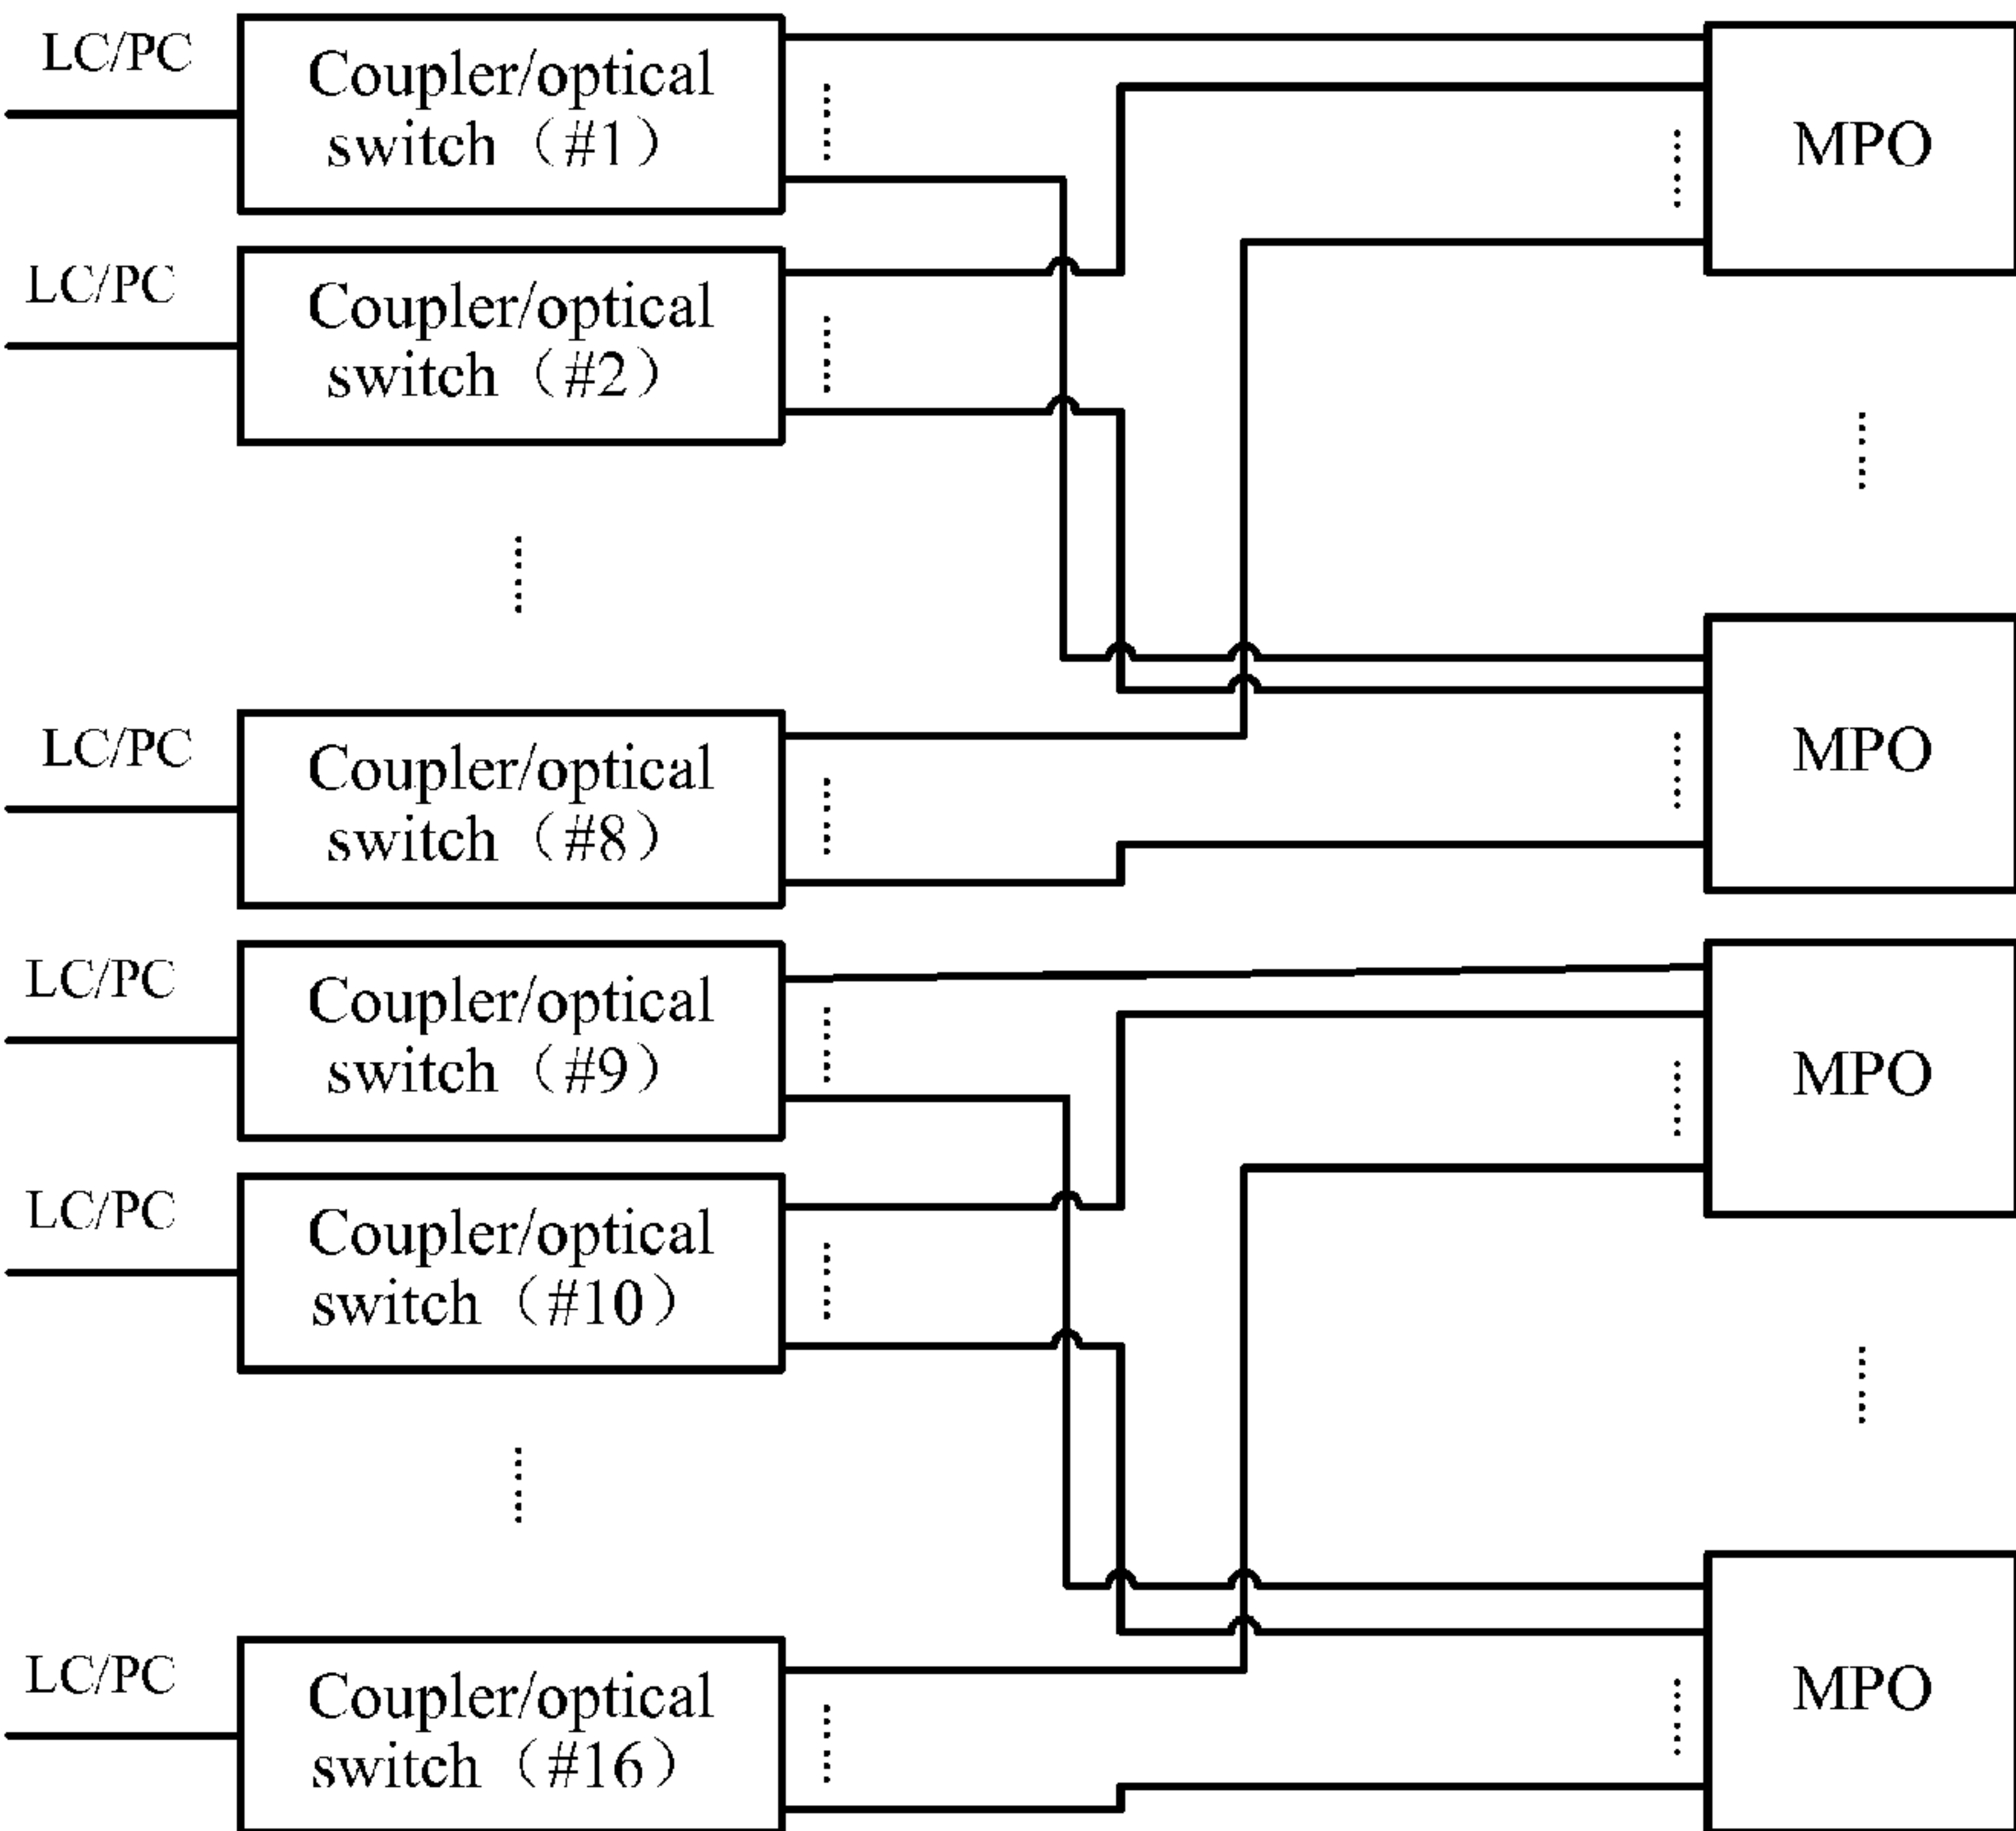 LC/PC
Coupler/optical
switch（#1）
MPO
LC/PC
Coupler/optical
switch（#2）
LC/PC
Coupler/optical
switch（#8）
MPO
LC/PC
Coupler/optical
switch（#9）
MPO
LC/PC
Coupler/optical
switch（#10）
LC/PC
Coupler/optical
switch（#16）
MPO